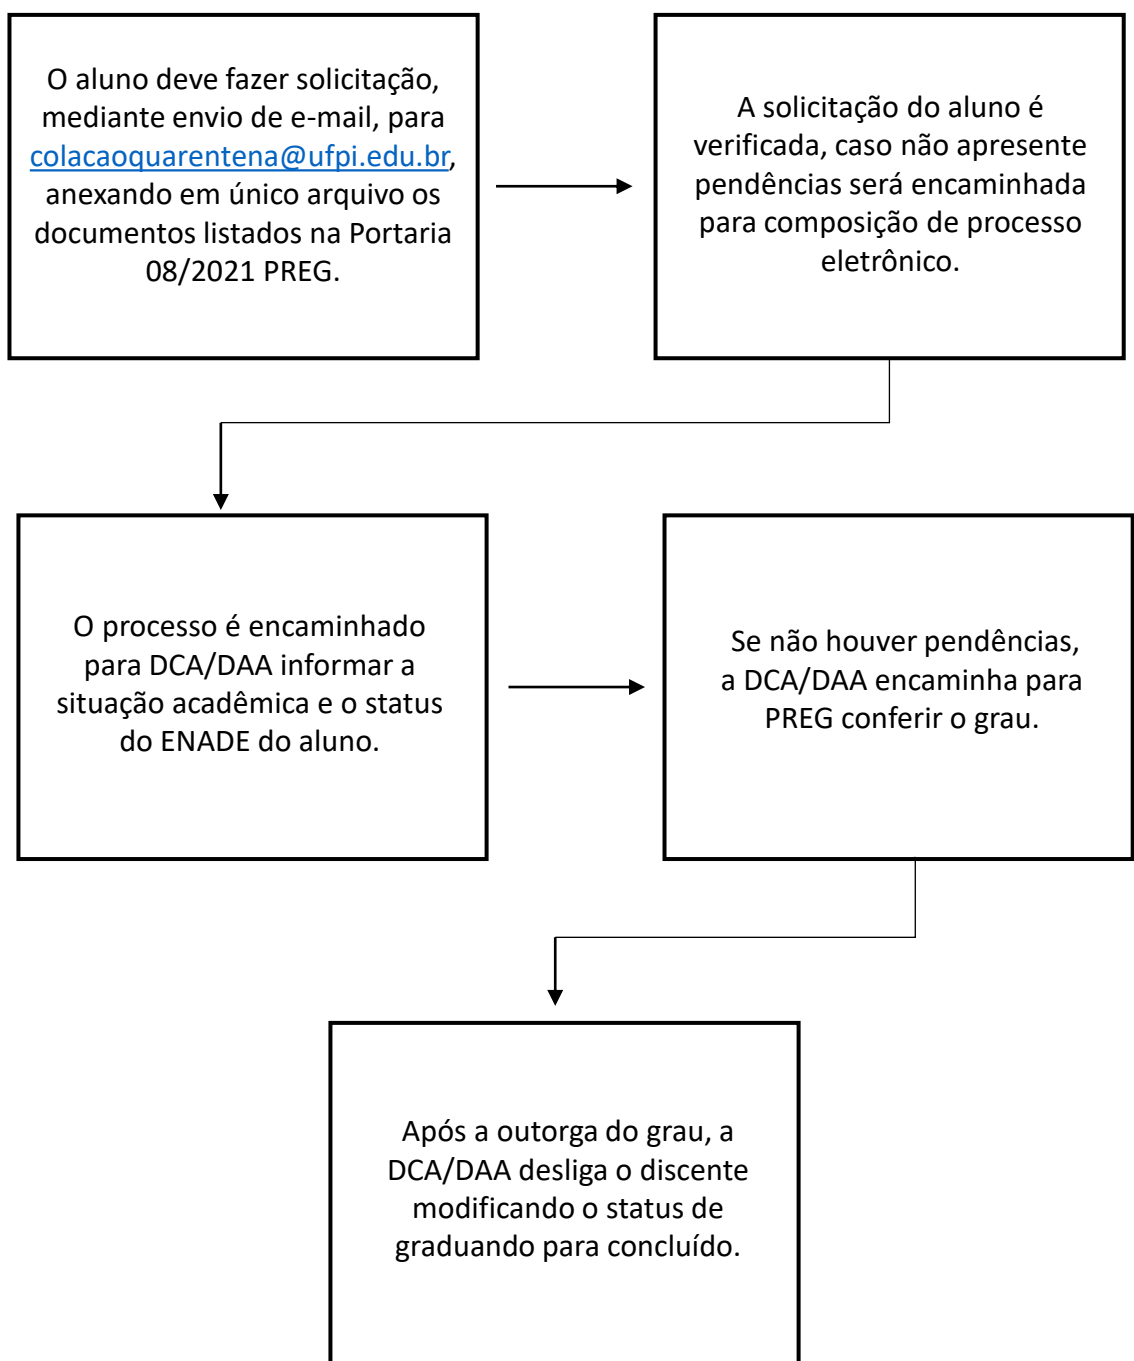 O aluno deve fazer solicitação,
mediante envio de e-mail, para
colacaoquarentena@ufpi.edu.br,
anexando em único arquivo os
documentos listados na Portaria
08/2021 PREG.
A solicitação do aluno é
verificada, caso não apresente
pendências será encaminhada
para composição de processo
eletrônico.
O processo é encaminhado
para DCA/DAA informar a
situação acadêmica e o status
do ENADE do aluno.
Se não houver pendências,
a DCA/DAA encaminha para
PREG conferir o grau.
Após a outorga do grau, a
DCA/DAA desliga o discente
modificando o status de
graduando para concluído.